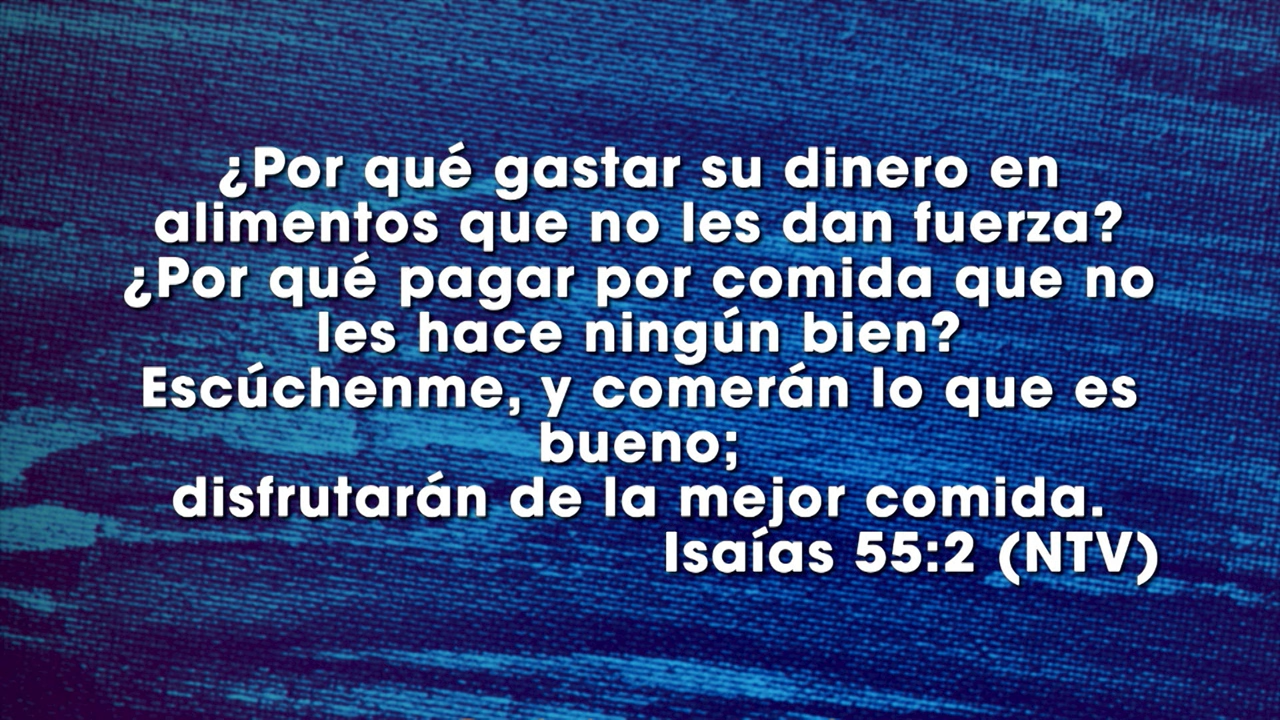 ¿Por qué gastar su dinero en
alimentos que no les dan fuerza?
¿Por qué pagar por comida que no
les hace ningún bien?
Escúchenme, y comerán lo que es
bueno;
disfrutarán de la mejor comida.
Isaías 55:2 (NTV)